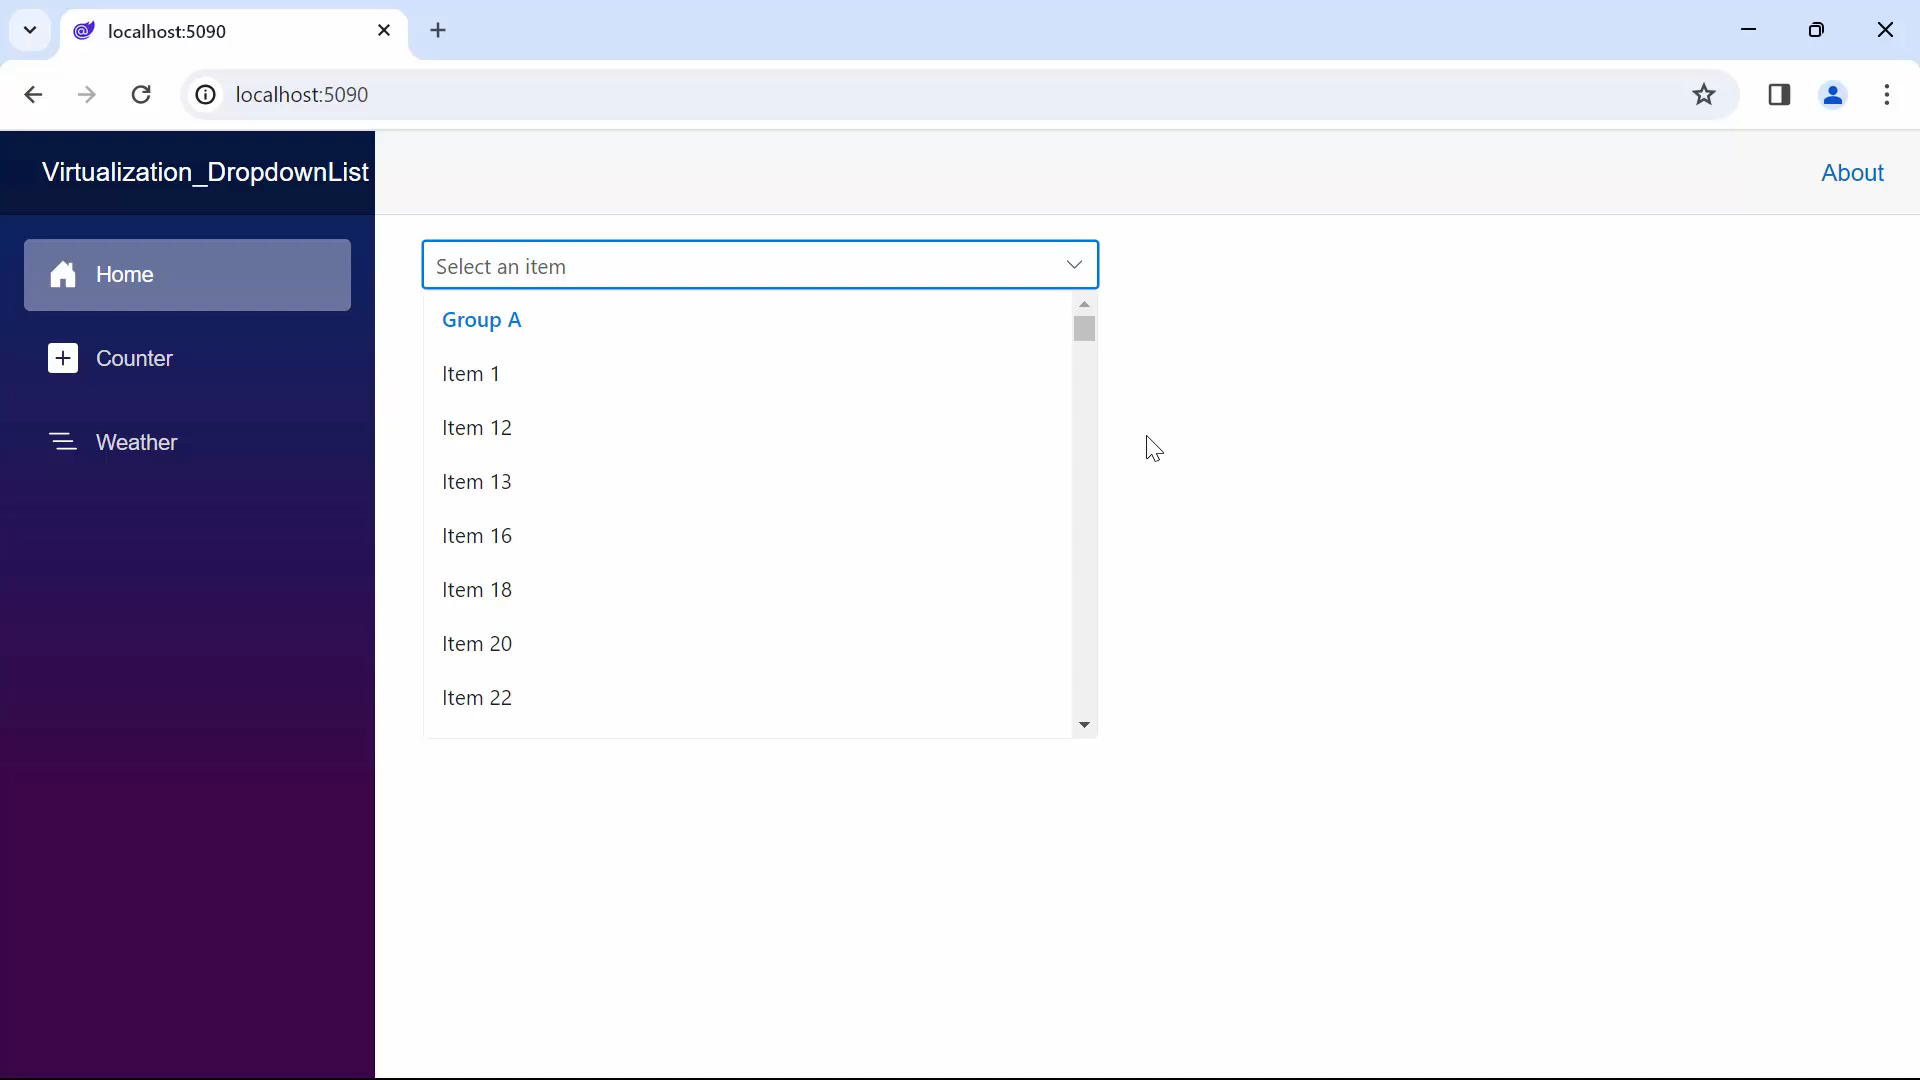 localhost:5090
localhost:5090
Virtualization_DropdownList
About
Home
Counter
Weather
Select an item
Group A
Item 1
Item 12
Item 13
Item 16
Item 18
Item 20
Item 22